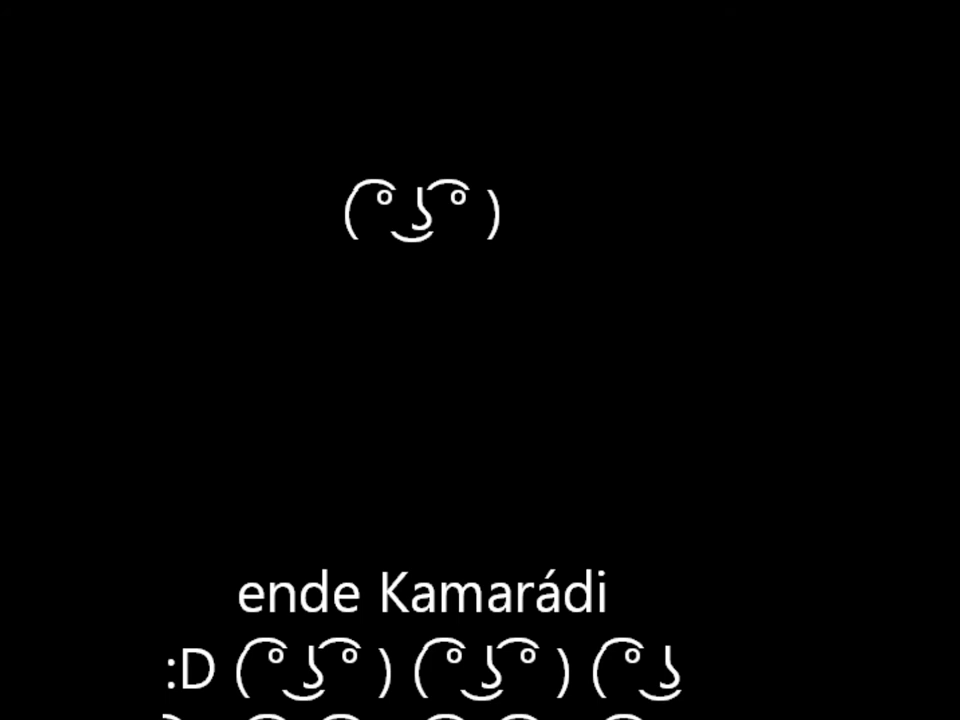 ( ͡° ͜ʖ ͡° )
ende Kamarádi
:D ( ͡° ͜ʖ ͡° ) ( ͡° ͜ʖ ͡° ) ( ͡° ͜ʖ